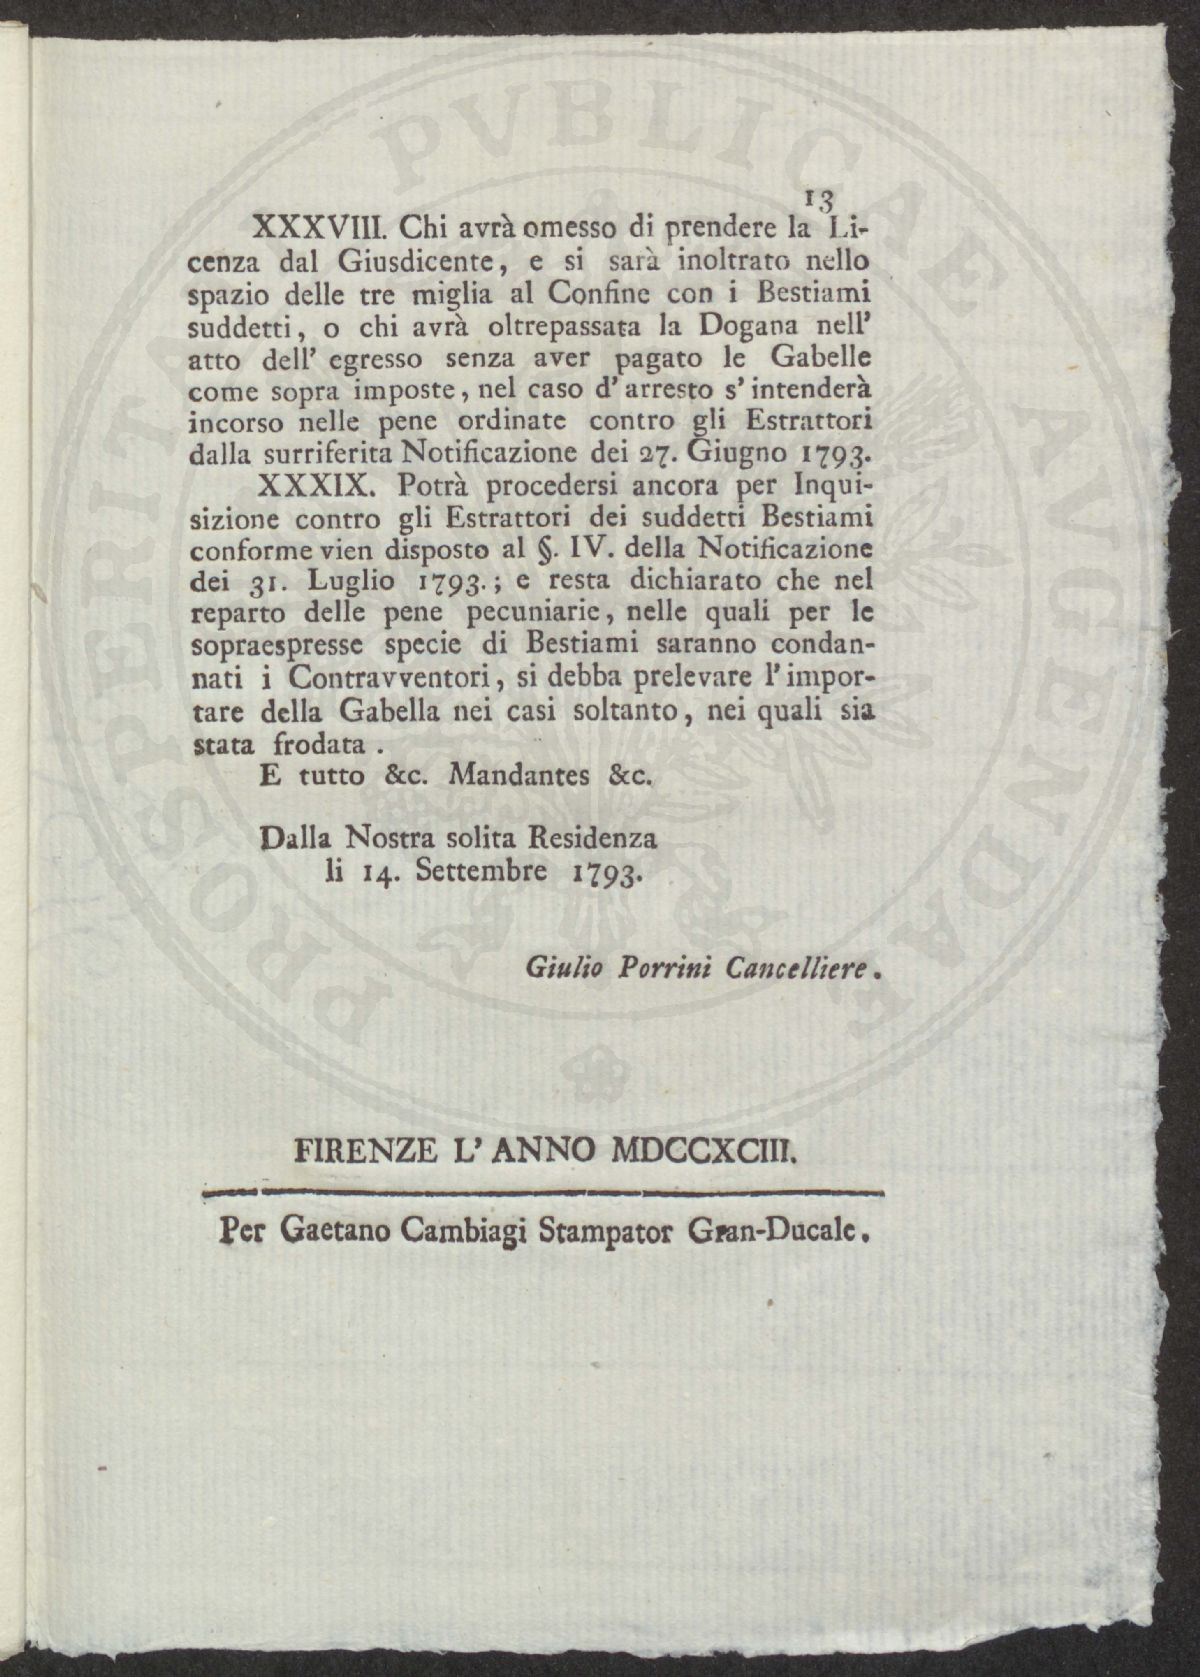 13
XXXVIII. Chi avrà omesso di prendere la Li-
cenza dal Giusdicente, e si sarà inoltrato nello
spazio delle tre miglia al Confine con i Bestiami
suddetti, o chi avrà oltrepassata la Dogana nell'
atto dell' egresso senza aver pagato le Gabelle
come sopra imposte, nel caso d' arresto s' intenderà
incorso nelle pene ordinate contro gli Estrattori
dalla surriferita Notificazione dei 27. Giugno 1793.
XXXIX. Potrà procedersi ancora per Inqui-
sizione contro gli Estrattori dei suddetti Bestiami
conforme vien disposto al §. IV. della Notificazione
dei 31. Luglio 1793.; e resta dichiarato che nel
reparto delle pene pecuniarie, nelle quali per le
sopraespresse specie di Bestiami saranno condan-
nati i Contravventori, si debba prelevare l' impor-
tare della Gabella nei casi soltanto, nei quali sia
stata frodata .
E tutto &c. Mandantes &c.
Dalla Nostra solita Residenza
li 14. Settembre 1793.
Giulio Porrini Cancelliere.
FIRENZE L' ANNO MDCCXCIII.
Per Gaetano Cambiagi Stampator Gran-Ducale.
PVBLICAE AVGENDAE PROSPERITATI